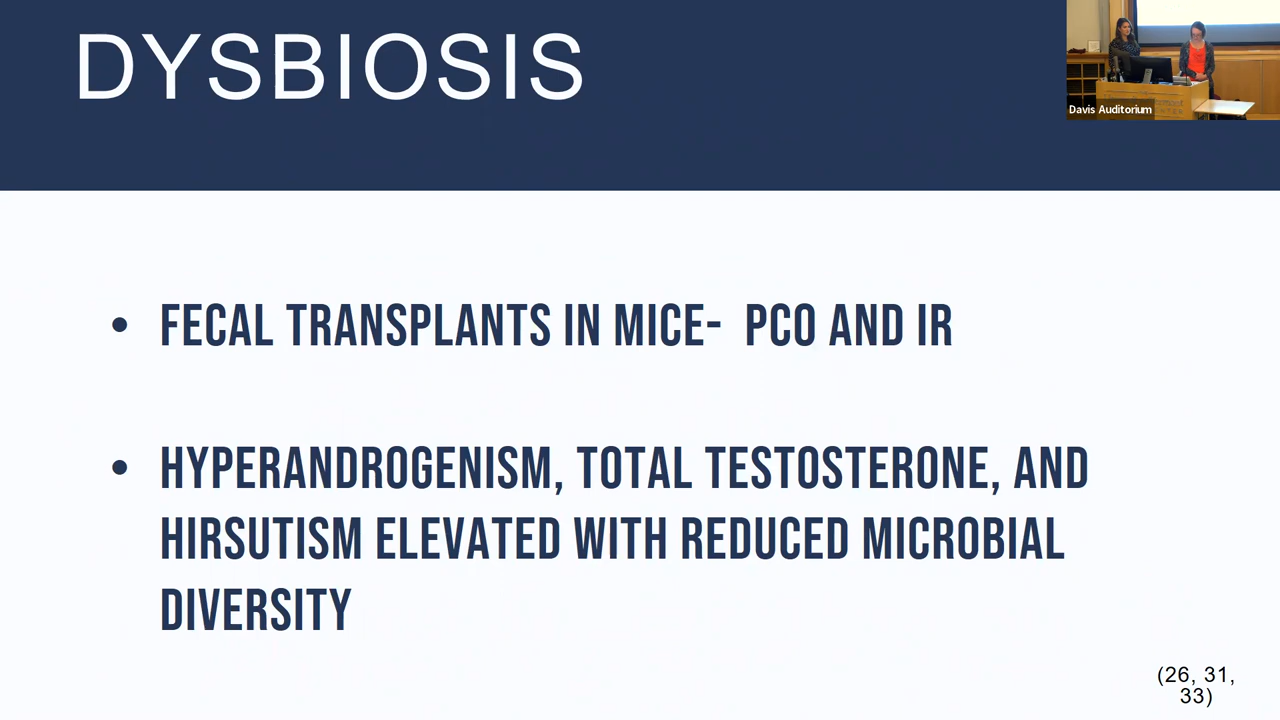 DYSBIOSIS
Davis Auditorium
• FECAL TRANSPLANTS IN MICE- PCO AND IR
• HYPERANDROGENISM, TOTAL TESTOSTERONE, AND
HIRSUTISM ELEVATED WITH REDUCED MICROBIAL
DIVERSITY
(26, 31,
33)